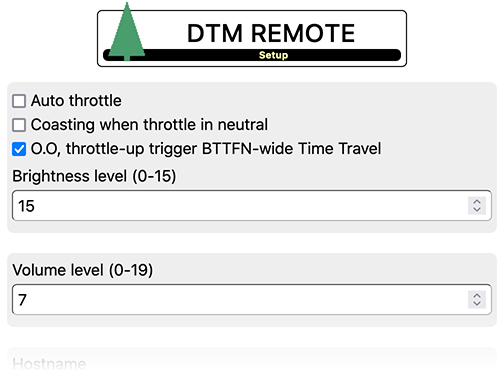 DTM REMOTE
Setup
Auto throttle
Coasting when throttle in neutral
O.O, throttle-up trigger BTTFN-wide Time Travel
Brightness level (0-15)
15
Volume level (0-19)
7
Hostname